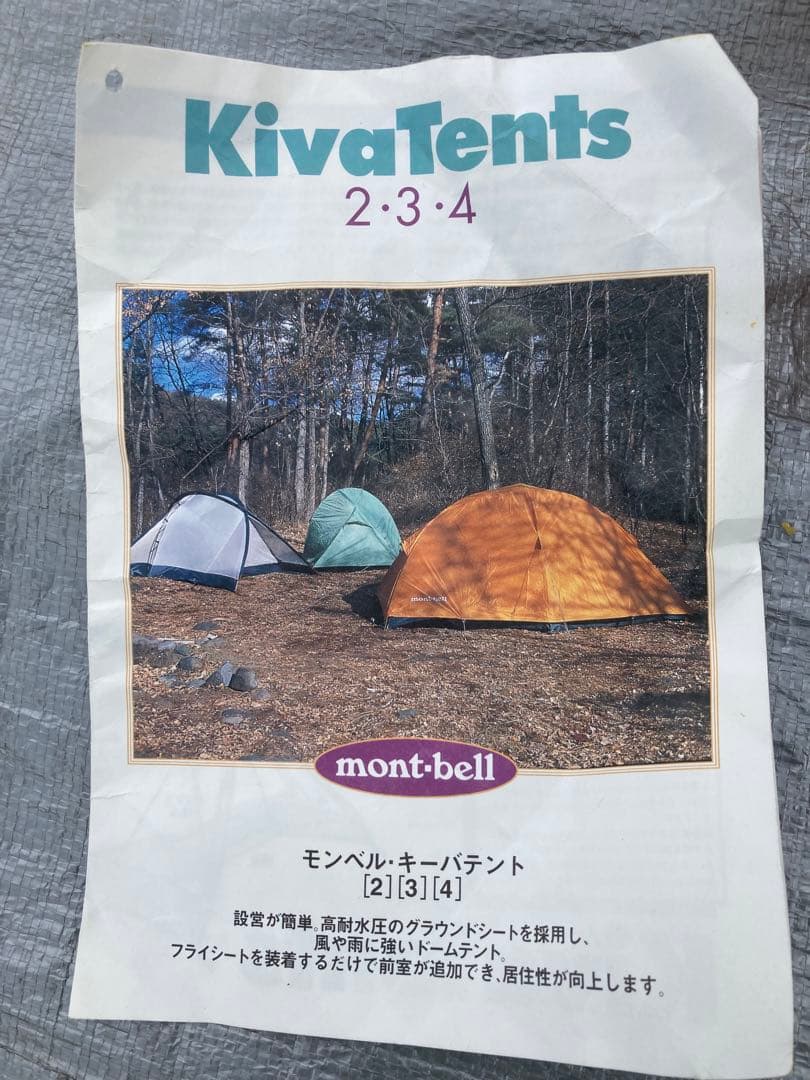 KivaTents
2・3・4
mont-bell
mont-bell
モンベル・キーバテント
[2][3][4]
設営が簡単。高耐水圧のグラウンドシートを採用し、
風や雨に強いドームテント。
フライシートを装着するだけで前室が追加でき、居住性が向上します。